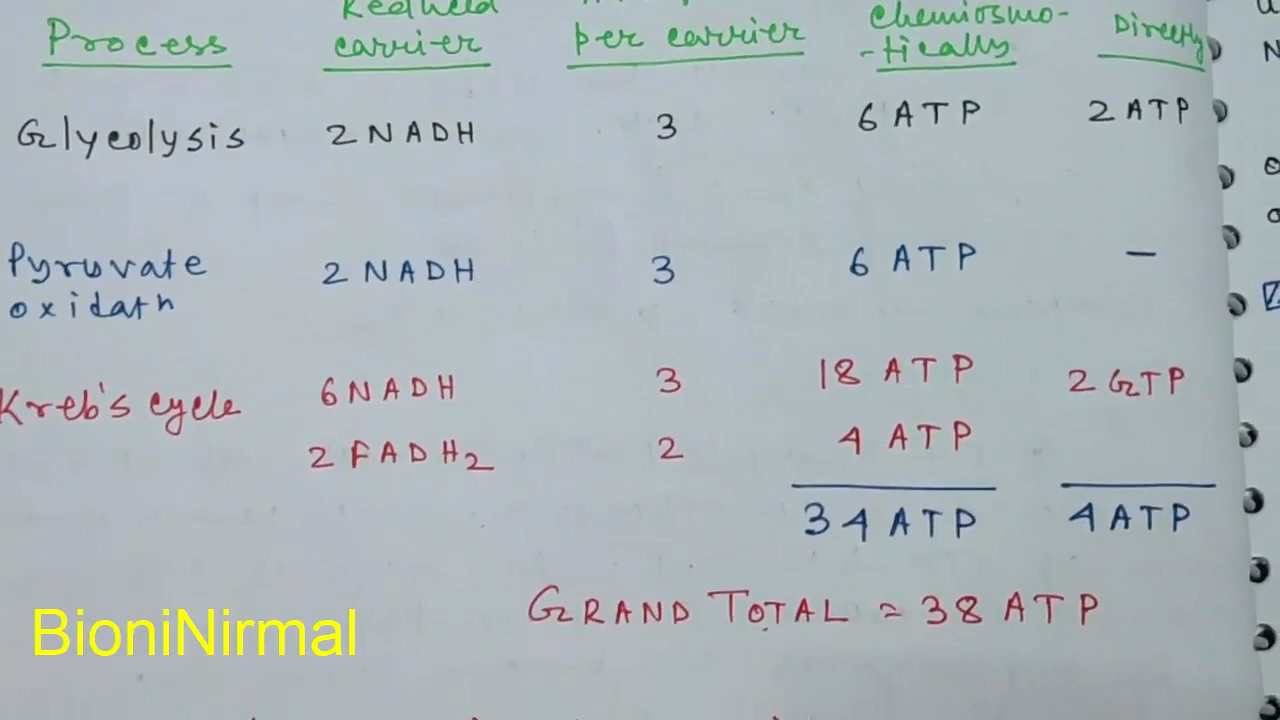 carrier
Process
per carrier
Chemiosmo-
-tically
Directly
Glycolysis 2 NADH 3 6 ATP 2 ATP
Pyruvate 2 NADH 3 6 ATP —
oxidatn
Kreb's cycle 6 NADH 3 18 ATP 2 GTP
2 FADH2 2 4 ATP
34 ATP 4 ATP
GRAND TOTAL = 38 ATP
BioniNirmal